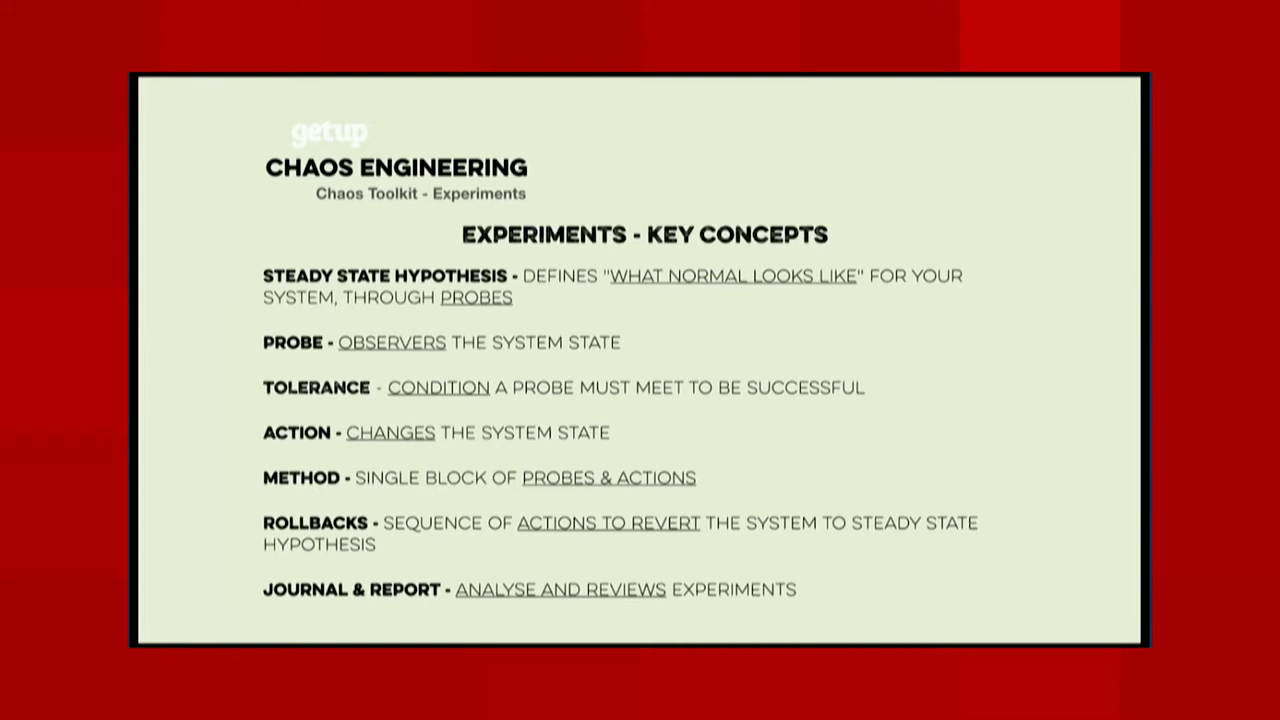 getup
CHAOS ENGINEERING
Chaos Toolkit - Experiments
EXPERIMENTS - KEY CONCEPTS
STEADY STATE HYPOTHESIS - DEFINES "WHAT NORMAL LOOKS LIKE" FOR YOUR
SYSTEM, THROUGH PROBES
PROBE - OBSERVERS THE SYSTEM STATE
TOLERANCE - CONDITION A PROBE MUST MEET TO BE SUCCESSFUL
ACTION - CHANGES THE SYSTEM STATE
METHOD - SINGLE BLOCK OF PROBES & ACTIONS
ROLLBACKS - SEQUENCE OF ACTIONS TO REVERT THE SYSTEM TO STEADY STATE
HYPOTHESIS
JOURNAL & REPORT - ANALYSE AND REVIEWS EXPERIMENTS